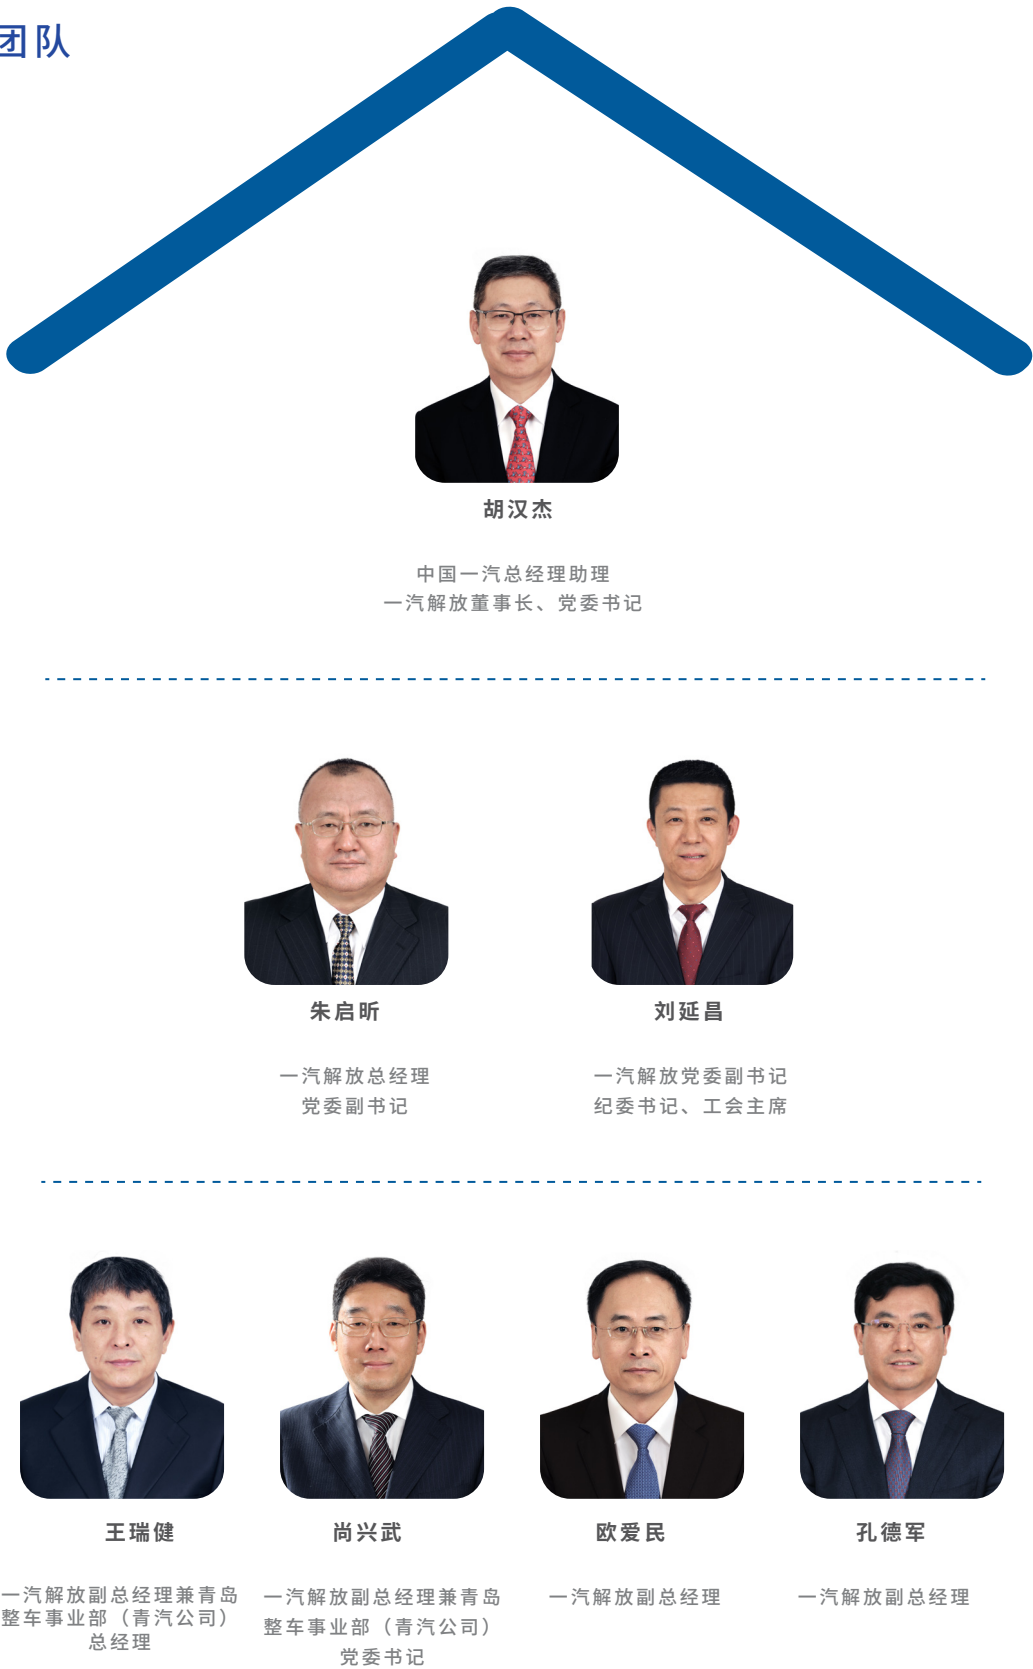 团队
胡汉杰
中国一汽总经理助理
一汽解放董事长、党委书记
朱启昕
一汽解放总经理
党委副书记
刘延昌
一汽解放党委副书记
纪委书记、工会主席
王瑞健
一汽解放副总经理兼青岛
整车事业部（青汽公司）
总经理
尚兴武
一汽解放副总经理兼青岛
整车事业部（青汽公司）
党委书记
欧爱民
一汽解放副总经理
孔德军
一汽解放副总经理